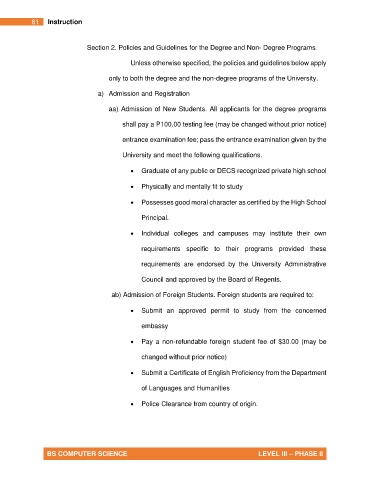 81 Instruction
Section 2. Policies and Guidelines for the Degree and Non- Degree Programs.
Unless otherwise specified, the policies and guidelines below apply
only to both the degree and the non-degree programs of the University.
a) Admission and Registration
aa) Admission of New Students. All applicants for the degree programs
shall pay a P100.00 testing fee (may be changed without prior notice)
entrance examination fee; pass the entrance examination given by the
University and meet the following qualifications.
• Graduate of any public or DECS recognized private high school
• Physically and mentally fit to study
• Possesses good moral character as certified by the High School
Principal.
• Individual colleges and campuses may institute their own
requirements specific to their programs provided these
requirements are endorsed by the University Administrative
Council and approved by the Board of Regents.
ab) Admission of Foreign Students. Foreign students are required to:
• Submit an approved permit to study from the concerned
embassy
• Pay a non-refundable foreign student fee of $30.00 (may be
changed without prior notice)
• Submit a Certificate of English Proficiency from the Department
of Languages and Humanities
• Police Clearance from country of origin.
BS COMPUTER SCIENCE LEVEL III – PHASE II